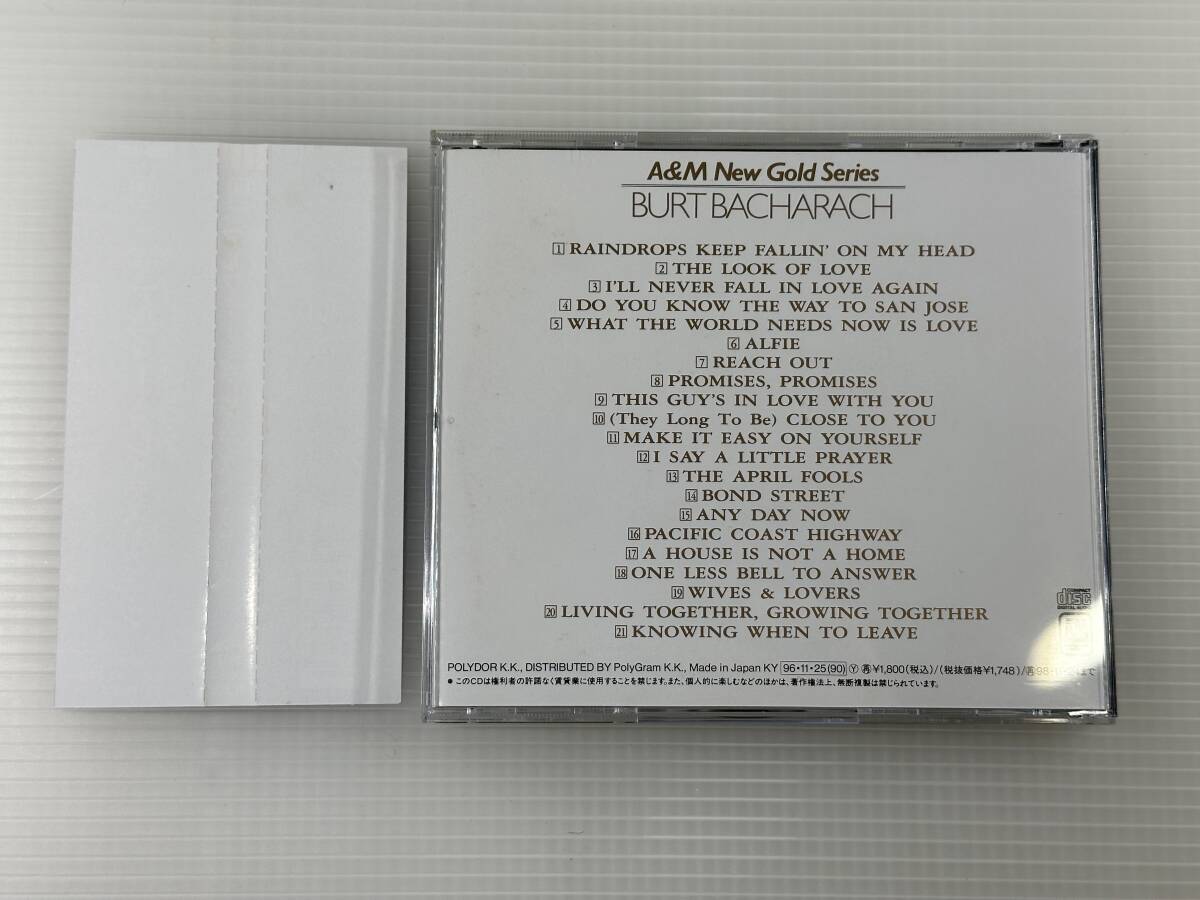 A&M New Gold Series
BURT BACHARACH
1 RAINDROPS KEEP FALLIN' ON MY HEAD
2 THE LOOK OF LOVE
3 I'LL NEVER FALL IN LOVE AGAIN
4 DO YOU KNOW THE WAY TO SAN JOSE
5 WHAT THE WORLD NEEDS NOW IS LOVE
6 ALFIE
7 REACH OUT
8 PROMISES, PROMISES
9 THIS GUY'S IN LOVE WITH YOU
10 (They Long To Be) CLOSE TO YOU
11 MAKE IT EASY ON YOURSELF
12 I SAY A LITTLE PRAYER
13 THE APRIL FOOLS
14 BOND STREET
15 ANY DAY NOW
16 PACIFIC COAST HIGHWAY
17 A HOUSE IS NOT A HOME
18 ONE LESS BELL TO ANSWER
19 WIVES & LOVERS
20 LIVING TOGETHER, GROWING TOGETHER
21 KNOWING WHEN TO LEAVE
COMPACT disc DIGITAL AUDIO
POLYDOR K.K., DISTRIBUTED BY PolyGram K.K., Made in Japan KY 96・11・25(90) Ⓨ 再 ¥1,800(税込)/(税抜価格¥1,748)/再98・まで
● このCDは権利者の許諾なく賃貸業に使用することを禁じます。また、個人的に楽しむなどのほかは、著作権法上、無断複製は禁じられています。